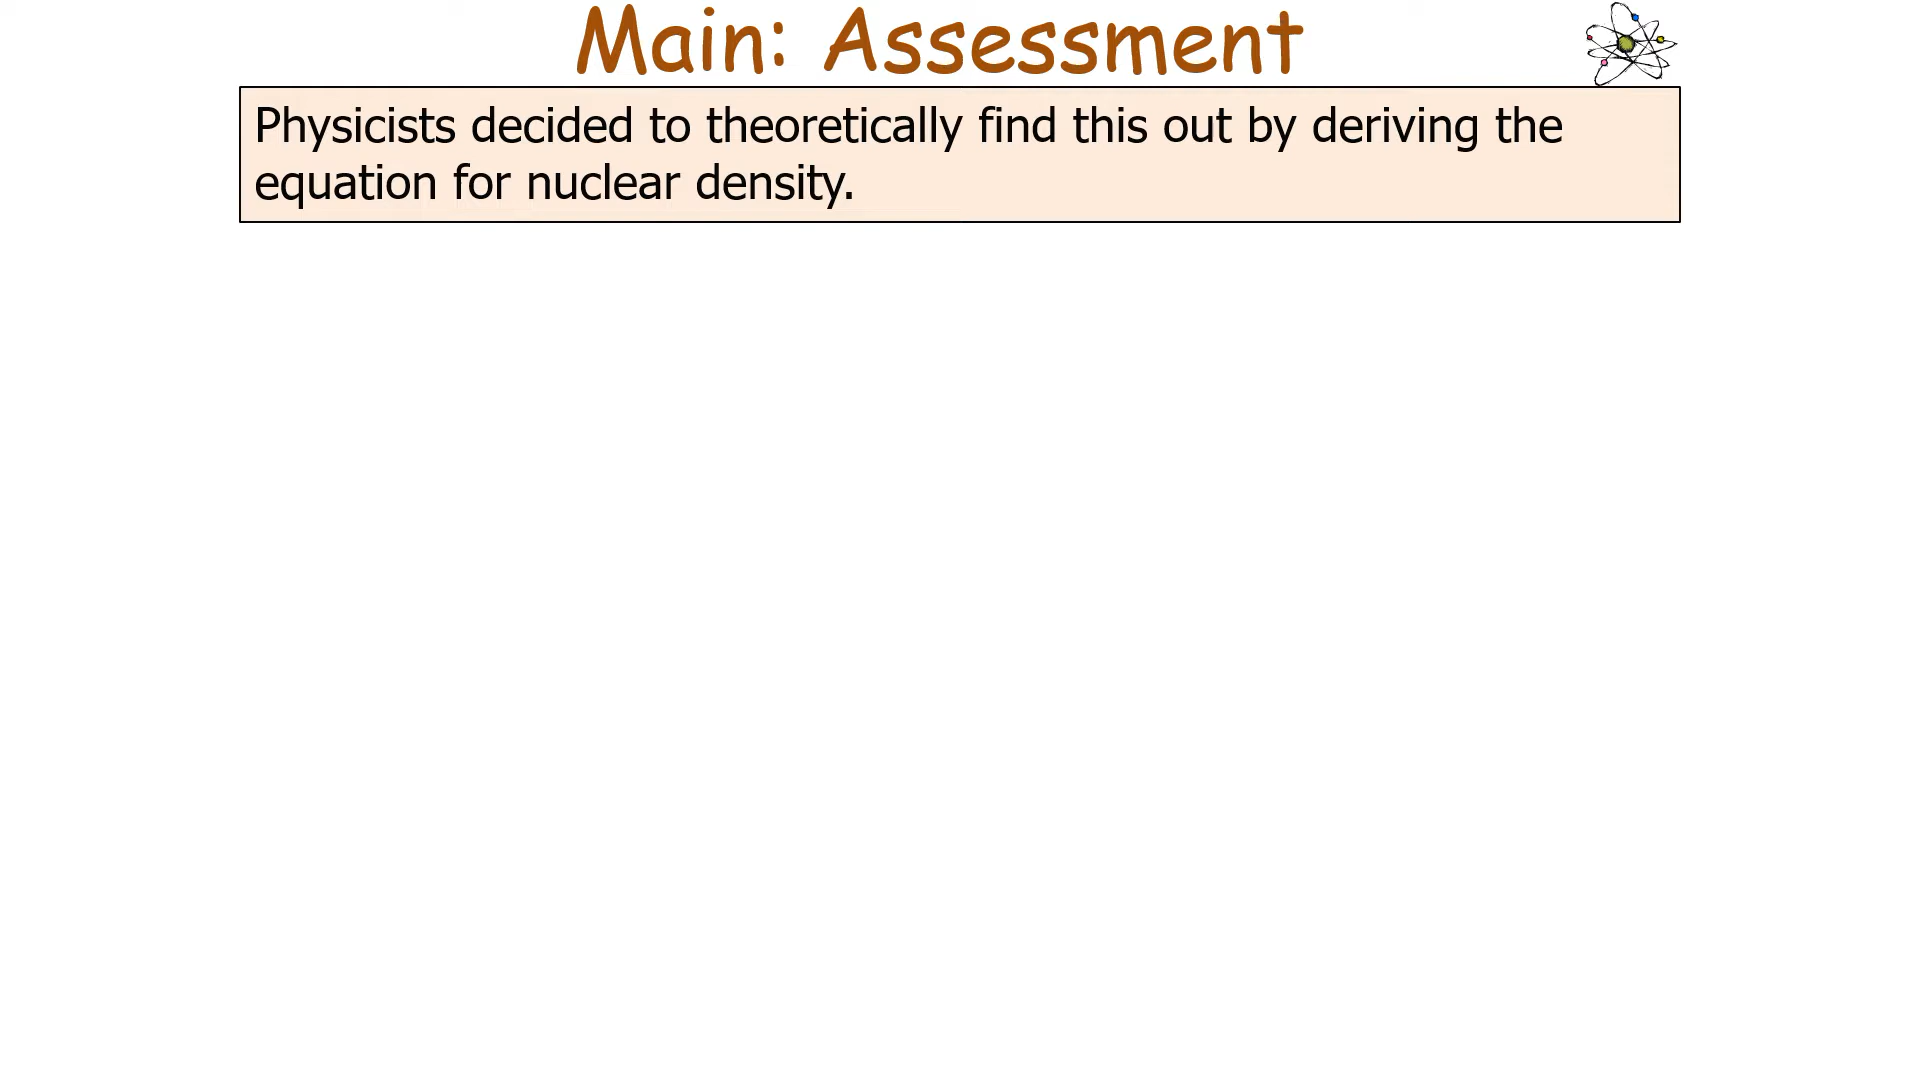 Main: Assessment
Physicists decided to theoretically find this out by deriving the
equation for nuclear density.